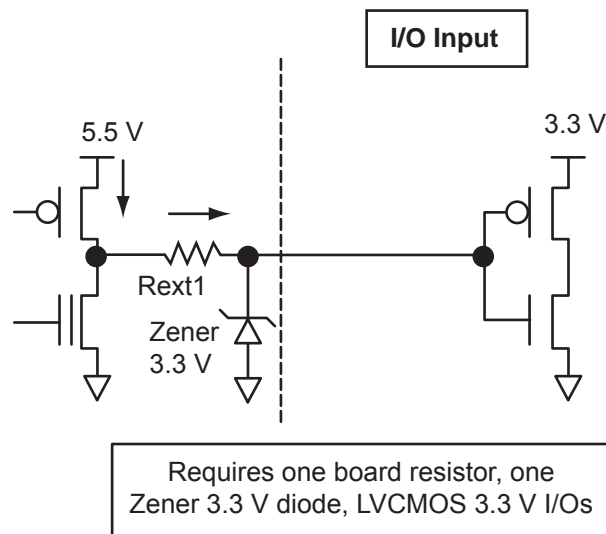 I/O Input
5.5 V
3.3 V
Rext1
Zener
3.3 V
Requires one board resistor, one
Zener 3.3 V diode, LVCMOS 3.3 V I/Os